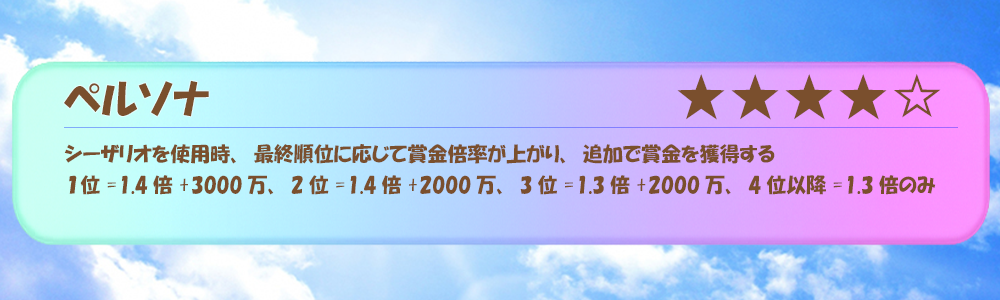 ペルソナ ★★★★☆
シーザリオを使用時、最終順位に応じて賞金倍率が上がり、追加で賞金を獲得する
1位=1.4倍+3000万、2位=1.4倍+2000万、3位=1.3倍+2000万、4位以降=1.3倍のみ